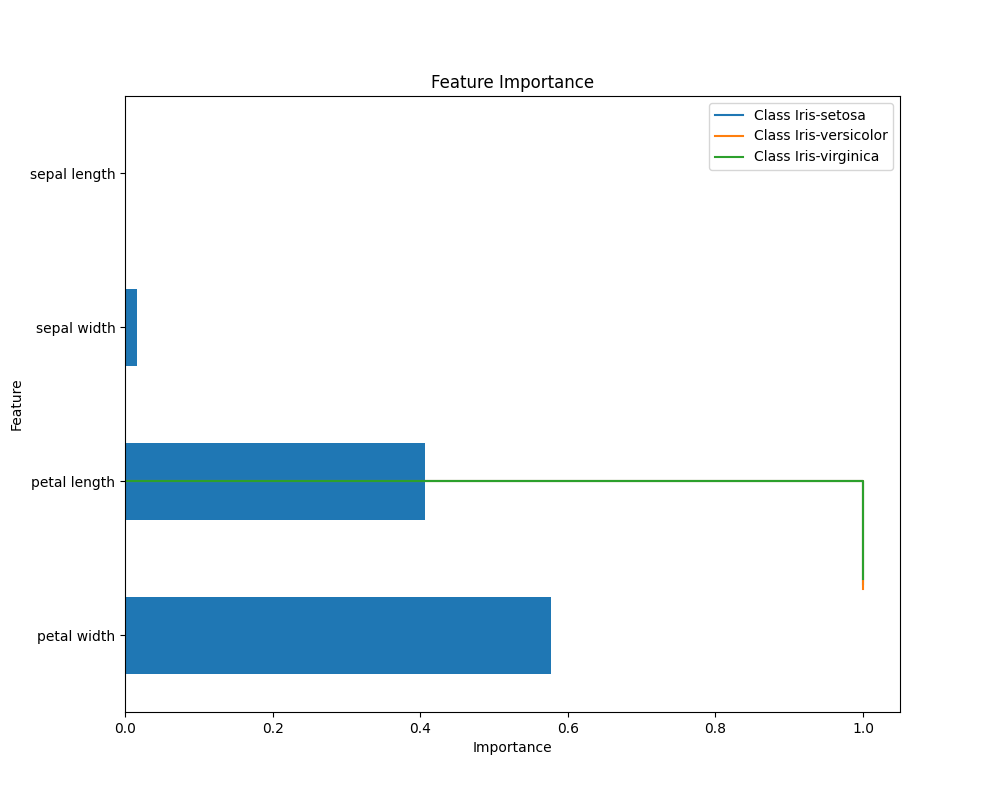 Feature Importance
Class Iris-setosa
Class Iris-versicolor
Class Iris-virginica
sepal length
sepal width
petal length
petal width
Feature
0.0 0.2 0.4 0.6 0.8 1.0
Importance